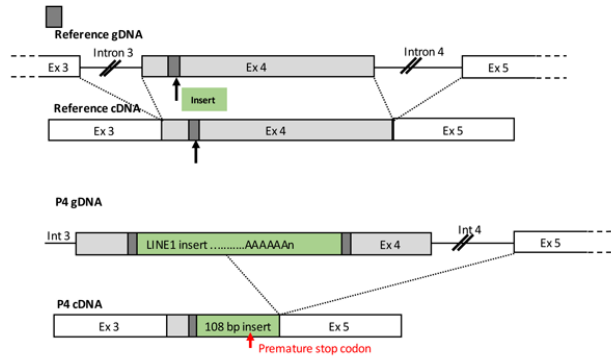 Reference gDNA
Intron 3
Intron 4
Ex 3
Ex 4
Ex 5
Insert
Reference cDNA
Ex 3
Ex 4
Ex 5
P4 gDNA
Int 3
LINE1 insert ..........AAAAAAn
Ex 4
Int 4
Ex 5
P4 cDNA
Ex 3
108 bp insert
Ex 5
Premature stop codon